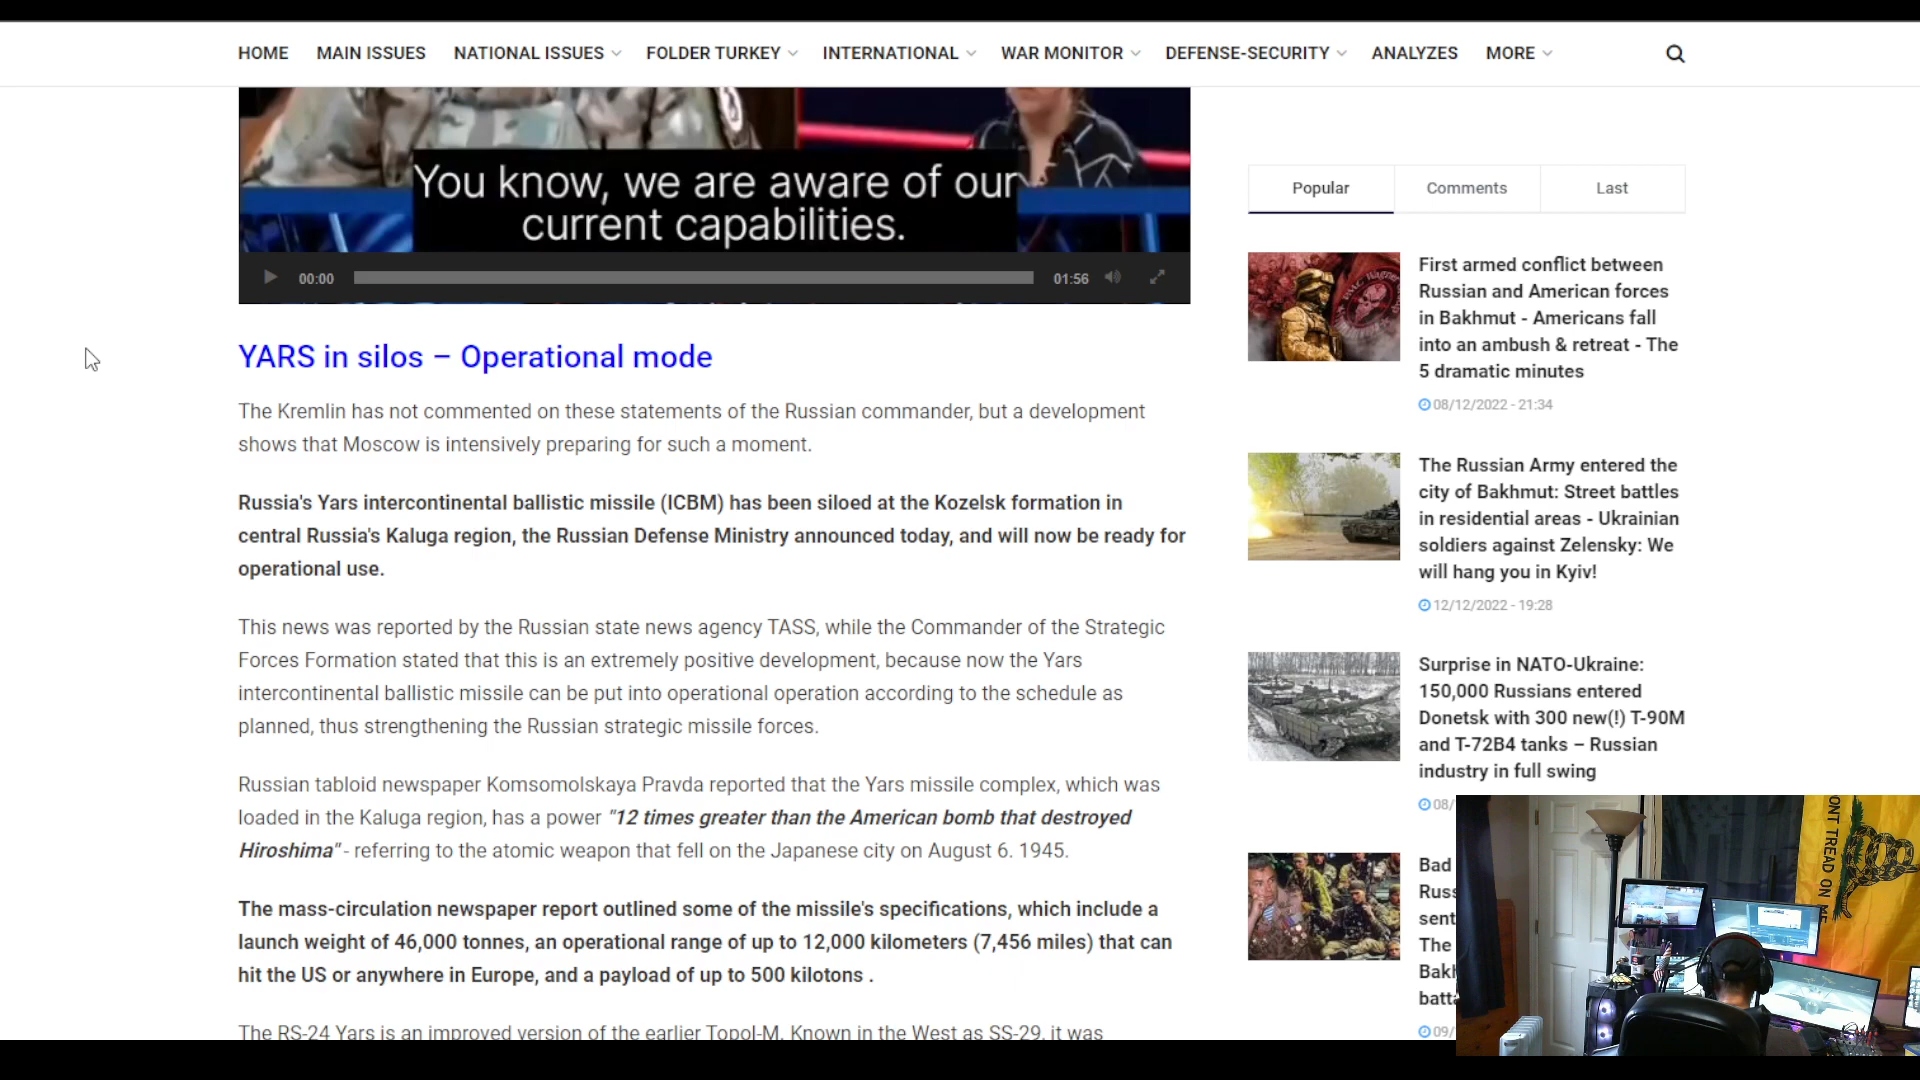 HOME MAIN ISSUES NATIONAL ISSUES FOLDER TURKEY INTERNATIONAL WAR MONITOR DEFENSE-SECURITY ANALYZES MORE
You know, we are aware of our
current capabilities.
00:00 01:56
YARS in silos – Operational mode
The Kremlin has not commented on these statements of the Russian commander, but a development
shows that Moscow is intensively preparing for such a moment.
Russia's Yars intercontinental ballistic missile (ICBM) has been siloed at the Kozelsk formation in
central Russia's Kaluga region, the Russian Defense Ministry announced today, and will now be ready for
operational use.
This news was reported by the Russian state news agency TASS, while the Commander of the Strategic
Forces Formation stated that this is an extremely positive development, because now the Yars
intercontinental ballistic missile can be put into operational operation according to the schedule as
planned, thus strengthening the Russian strategic missile forces.
Russian tabloid newspaper Komsomolskaya Pravda reported that the Yars missile complex, which was
loaded in the Kaluga region, has a power "12 times greater than the American bomb that destroyed
Hiroshima" - referring to the atomic weapon that fell on the Japanese city on August 6. 1945.
The mass-circulation newspaper report outlined some of the missile's specifications, which include a
launch weight of 46,000 tonnes, an operational range of up to 12,000 kilometers (7,456 miles) that can
hit the US or anywhere in Europe, and a payload of up to 500 kilotons .
The RS-24 Yars is an improved version of the earlier Topol-M. Known in the West as SS-29, it was
Popular Comments Last
First armed conflict between
Russian and American forces
in Bakhmut - Americans fall
into an ambush & retreat - The
5 dramatic minutes
08/12/2022 - 21:34
The Russian Army entered the
city of Bakhmut: Street battles
in residential areas - Ukrainian
soldiers against Zelensky: We
will hang you in Kyiv!
12/12/2022 - 19:28
Surprise in NATO-Ukraine:
150,000 Russians entered
Donetsk with 300 new(!) T-90M
and T-72B4 tanks – Russian
industry in full swing
08/
Bad
Russ
sent
The
Bakh
batta
09/
ONT TREAD ON ME